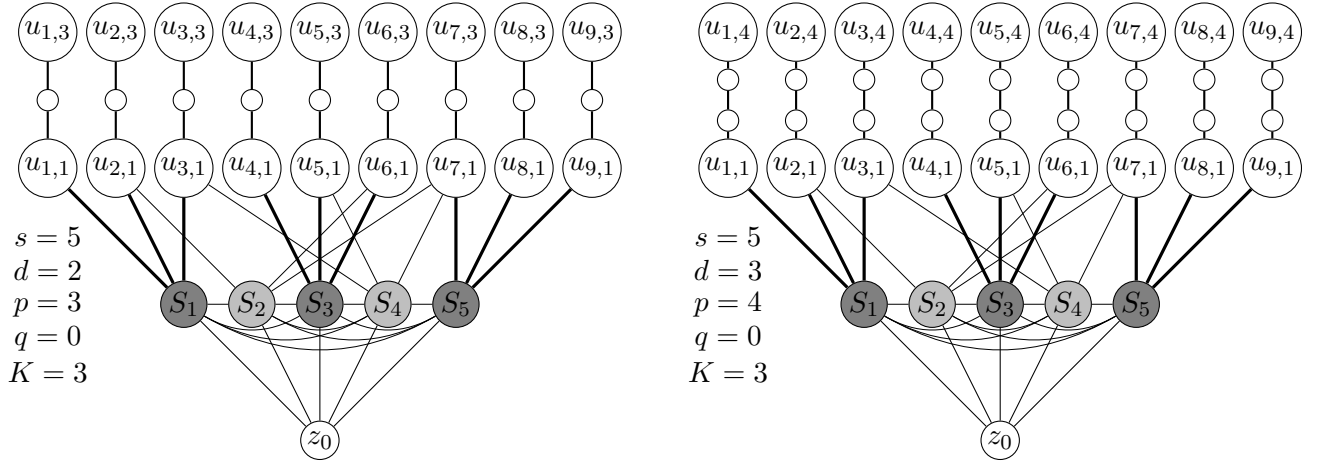 u1,3 u2,3 u3,3 u4,3 u5,3 u6,3 u7,3 u8,3 u9,3
u1,1 u2,1 u3,1 u4,1 u5,1 u6,1 u7,1 u8,1 u9,1
s = 5
d = 2
p = 3
q = 0
K = 3
S1 S2 S3 S4 S5
z0
u1,4 u2,4 u3,4 u4,4 u5,4 u6,4 u7,4 u8,4 u9,4
u1,1 u2,1 u3,1 u4,1 u5,1 u6,1 u7,1 u8,1 u9,1
s = 5
d = 3
p = 4
q = 0
K = 3
S1 S2 S3 S4 S5
z0